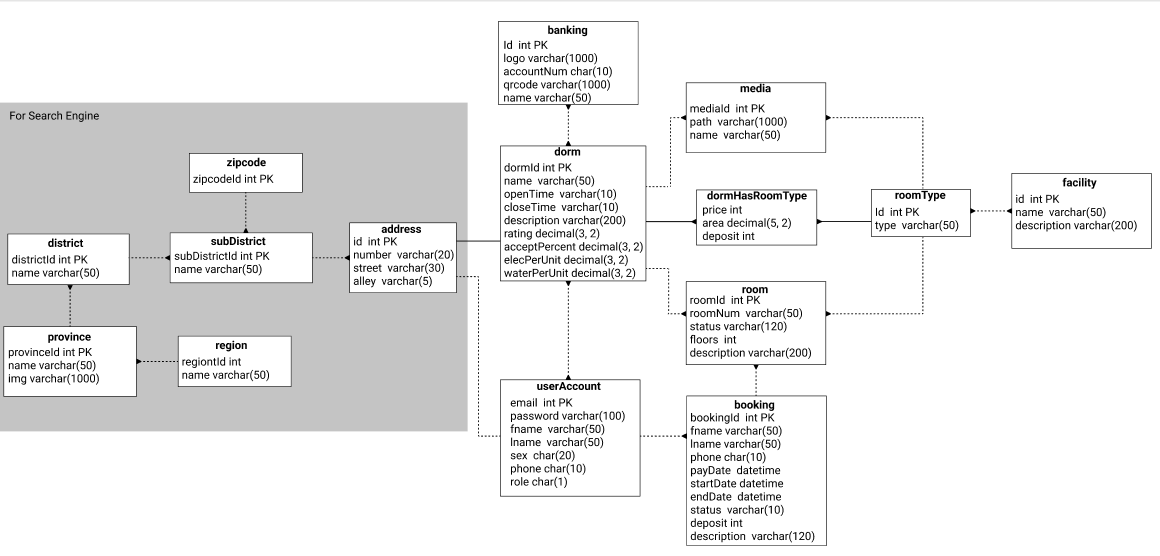 banking
Id int PK
logo varchar(1000)
accountNum char(10)
qrcode varchar(1000)
name varchar(50)
media
mediaId int PK
path varchar(1000)
name varchar(50)
For Search Engine
zipcode
zipcodeId int PK
dorm
dormId int PK
name varchar(50)
openTime varchar(10)
closeTime varchar(10)
description varchar(200)
rating decimal(3, 2)
acceptPercent decimal(3, 2)
elecPerUnit decimal(3, 2)
waterPerUnit decimal(3, 2)
dormHasRoomType
price int
area decimal(5, 2)
deposit int
roomType
Id int PK
type varchar(50)
facility
id int PK
name varchar(50)
description varchar(200)
district
districtId int PK
name varchar(50)
subDistrict
subDistrictId int PK
name varchar(50)
address
id int PK
number varchar(20)
street varchar(30)
alley varchar(5)
room
roomId int PK
roomNum varchar(50)
status varchar(120)
floors int
description varchar(200)
province
provinceId int PK
name varchar(50)
img varchar(1000)
region
regiontId int
name varchar(50)
userAccount
email int PK
password varchar(100)
fname varchar(50)
lname varchar(50)
sex char(20)
phone char(10)
role char(1)
booking
bookingId int PK
fname varchar(50)
lname varchar(50)
phone char(10)
payDate datetime
startDate datetime
endDate datetime
status varchar(10)
deposit int
description varchar(120)